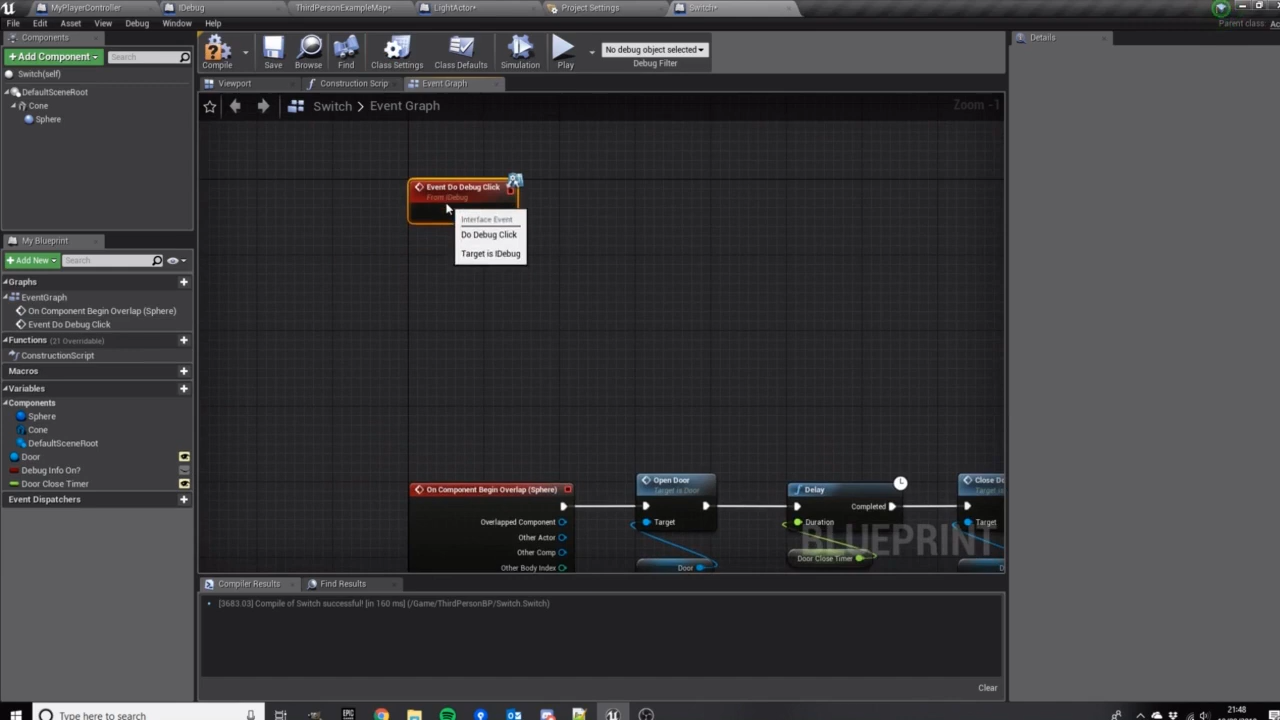 MyPlayerController
IDebug
ThirdPersonExampleMap*
LightActor*
Project Settings
Switch*
File Edit Asset View Debug Window Help
Parent class:
Components
+Add Component
Search
Switch(self)
DefaultSceneRoot
Cone
Sphere
Compile
Save
Browse
Find
Class Settings
Class Defaults
Simulation
Play
No debug object selected
Debug Filter
Details
Viewport
Construction Scrip
Event Graph
Switch > Event Graph
Zoom -1
Event Do Debug Click
From IDebug
Interface Event
Do Debug Click
Target is IDebug
My Blueprint
+Add New
Search
Graphs
EventGraph
On Component Begin Overlap (Sphere)
Event Do Debug Click
Functions (21 Overridable)
ConstructionScript
Macros
Variables
Components
Sphere
Cone
DefaultSceneRoot
Door
Debug Info On?
Door Close Timer
Event Dispatchers
On Component Begin Overlap (Sphere)
Overlapped Component
Other Actor
Other Comp
Other Body Index
Open Door
Target is Door
Target
Door
Delay
Completed
Duration
Door Close Timer
Close Do
Target is
Target
BLUEPRINT
Compiler Results
Find Results
[3683.03] Compile of Switch successful! [in 160 ms] (/Game/ThirdPersonBP/Switch.Switch)
Clear
Type here to search
EPIC
21:48